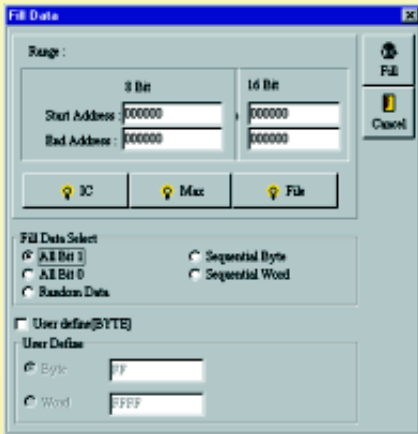 Fill Data
Range :
8 Bit 16 Bit
Start Address : 000000 , 000000
End Address : 000000 000000
Fill
Cancel
IC Max File
Fill Data Select
All Bit 1 Sequential Byte
All Bit 0 Sequential Word
Random Data
User define(BYTE)
User Define
Byte FF
Word FFFF